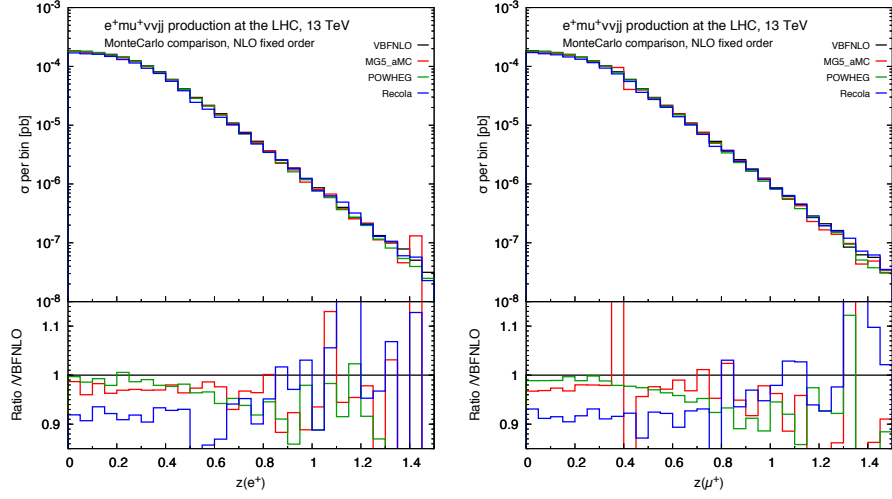 e+mu+vvjj production at the LHC, 13 TeV
MonteCarlo comparison, NLO fixed order
VBFNLO
MG5_aMC
POWHEG
Recola
σ per bin [pb]
10-4
10-5
10-6
10-7
10-8
Ratio /VBFNLO
1.1
1
0.9
0 0.2 0.4 0.6 0.8 1 1.2 1.4
z(e+)
e+mu+vvjj production at the LHC, 13 TeV
MonteCarlo comparison, NLO fixed order
VBFNLO
MG5_aMC
POWHEG
Recola
σ per bin [pb]
10-4
10-5
10-6
10-7
10-8
Ratio /VBFNLO
1.1
1
0.9
0 0.2 0.4 0.6 0.8 1 1.2 1.4
z(μ+)